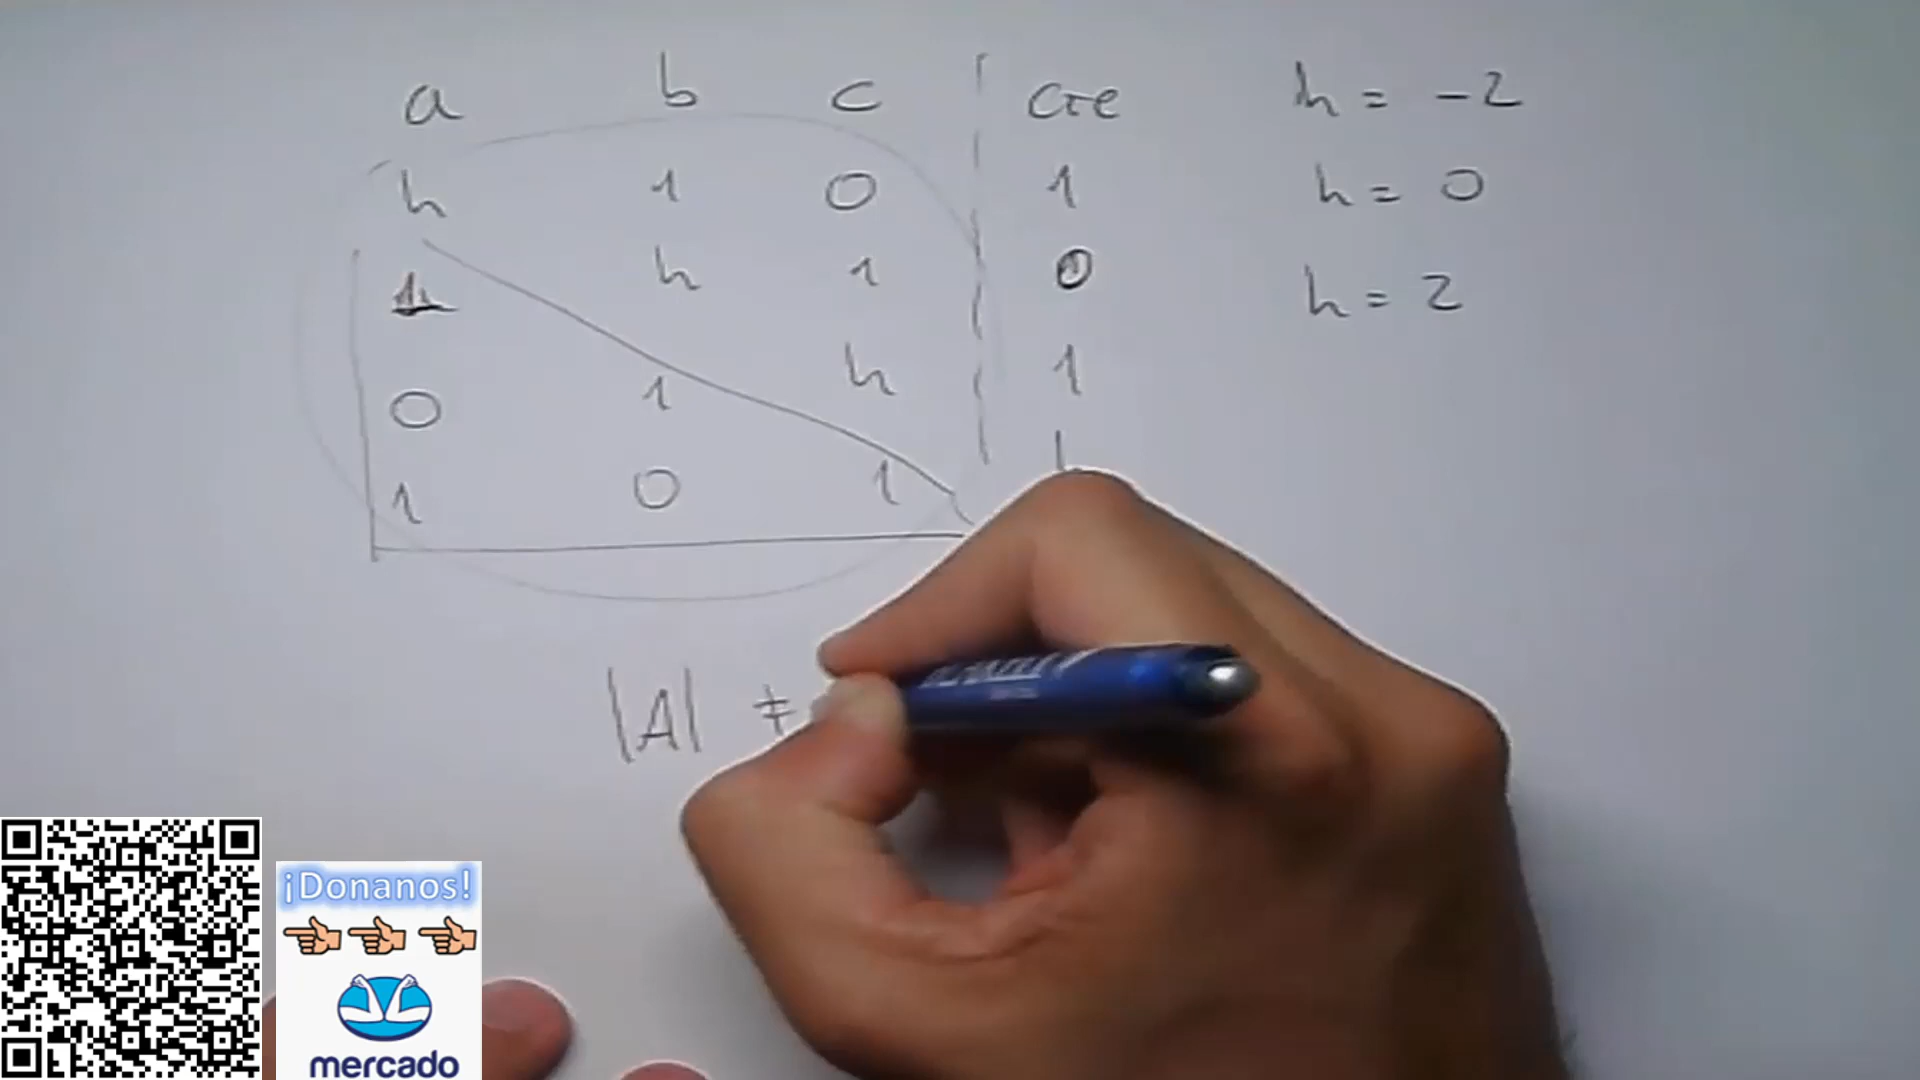 a b c cte h = -2
h 1 0 1 h = 0
1 h 1 0 h = 2
0 1 h 1
1 0 1
|A| ≠
¡Donanos!
mercado